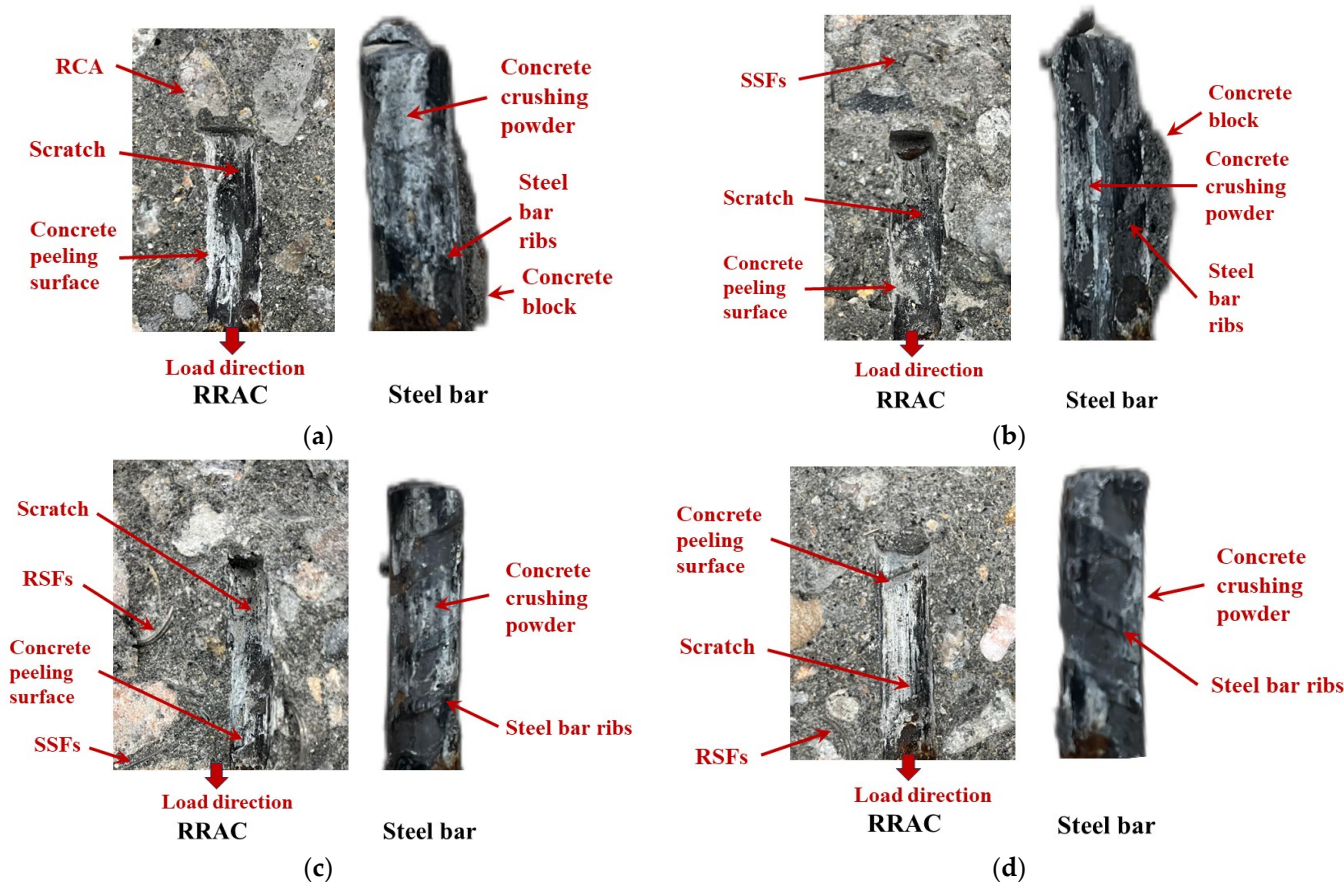 RCA
Scratch
Concrete
peeling
surface
Load direction
RRAC
Concrete
crushing
powder
Steel
bar
ribs
Concrete
block
Steel bar
(a)
SSFs
Scratch
Concrete
peeling
surface
Load direction
RRAC
Concrete
block
Concrete
crushing
powder
Steel
bar
ribs
Steel bar
(b)
Scratch
RSFs
Concrete
peeling
surface
SSFs
Load direction
RRAC
Concrete
crushing
powder
Steel bar ribs
Steel bar
(c)
Concrete
peeling
surface
Scratch
RSFs
Load direction
RRAC
Concrete
crushing
powder
Steel bar ribs
Steel bar
(d)